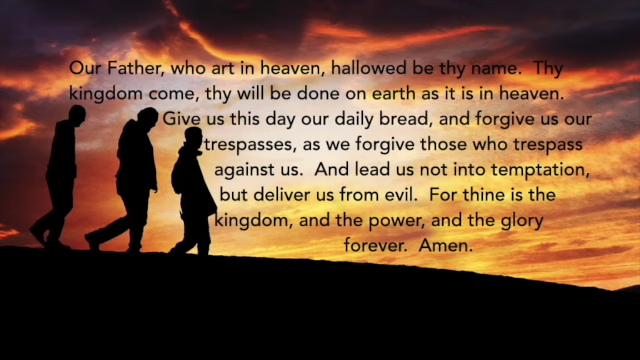 Our Father, who art in heaven, hallowed be thy name.  Thy
kingdom come, thy will be done on earth as it is in heaven.
Give us this day our daily bread, and forgive us our
trespasses, as we forgive those who trespass
against us.  And lead us not into temptation,
but deliver us from evil.  For thine is the
kingdom, and the power, and the glory
forever.  Amen.